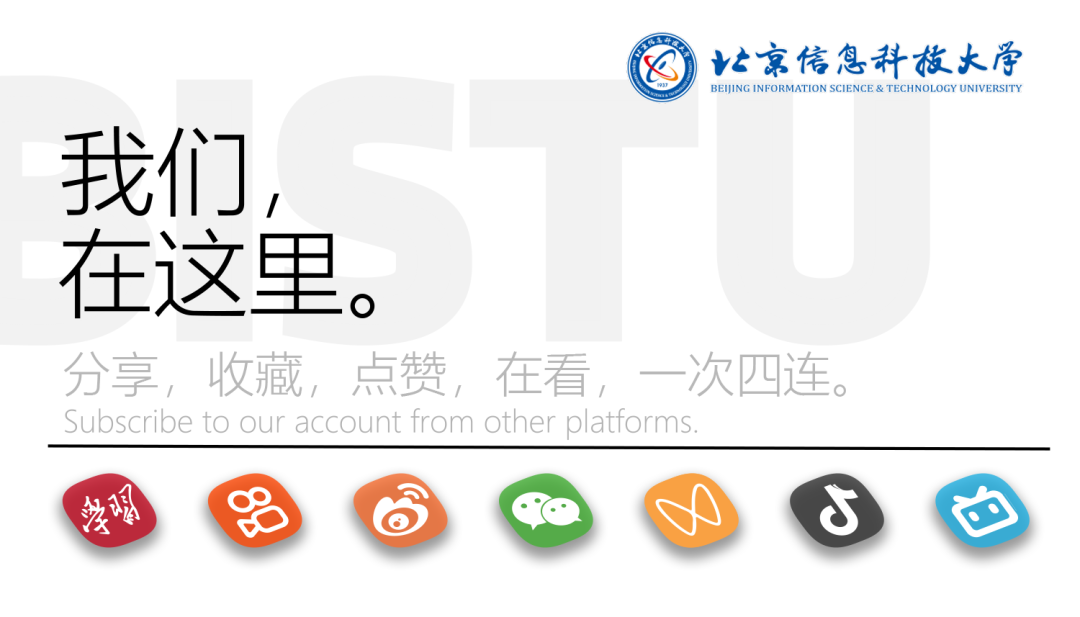 北京信息科技大学
BEIJING INFORMATION SCIENCE & TECHNOLOGY UNIVERSITY
1937
BISTU
我们，
在这里。
分享，收藏，点赞，在看，一次四连。
Subscribe to our account from other platforms.
学习